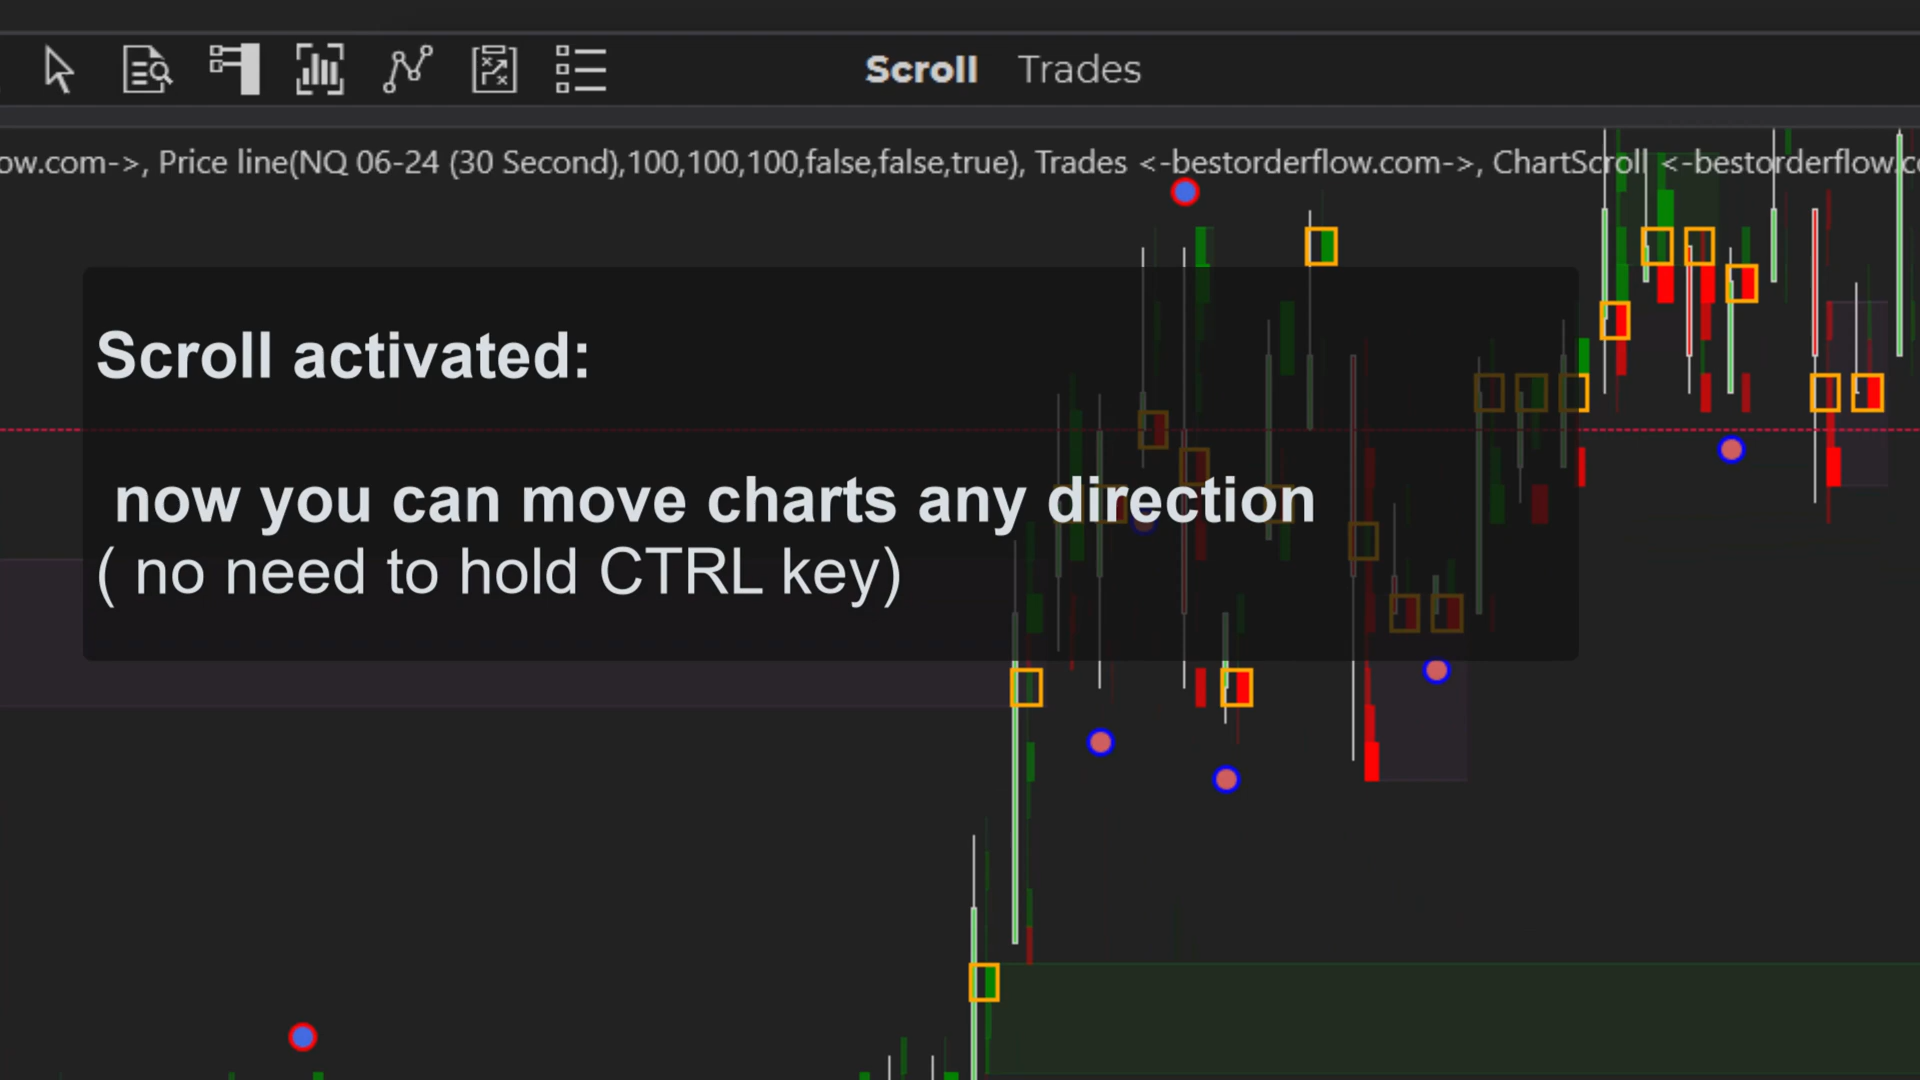 Scroll Trades
ow.com->, Price line(NQ 06-24 (30 Second),100,100,100,false,false,true), Trades <-bestorderflow.com->, ChartScroll <-bestorderflow.c
Scroll activated:
now you can move charts any direction
( no need to hold CTRL key)